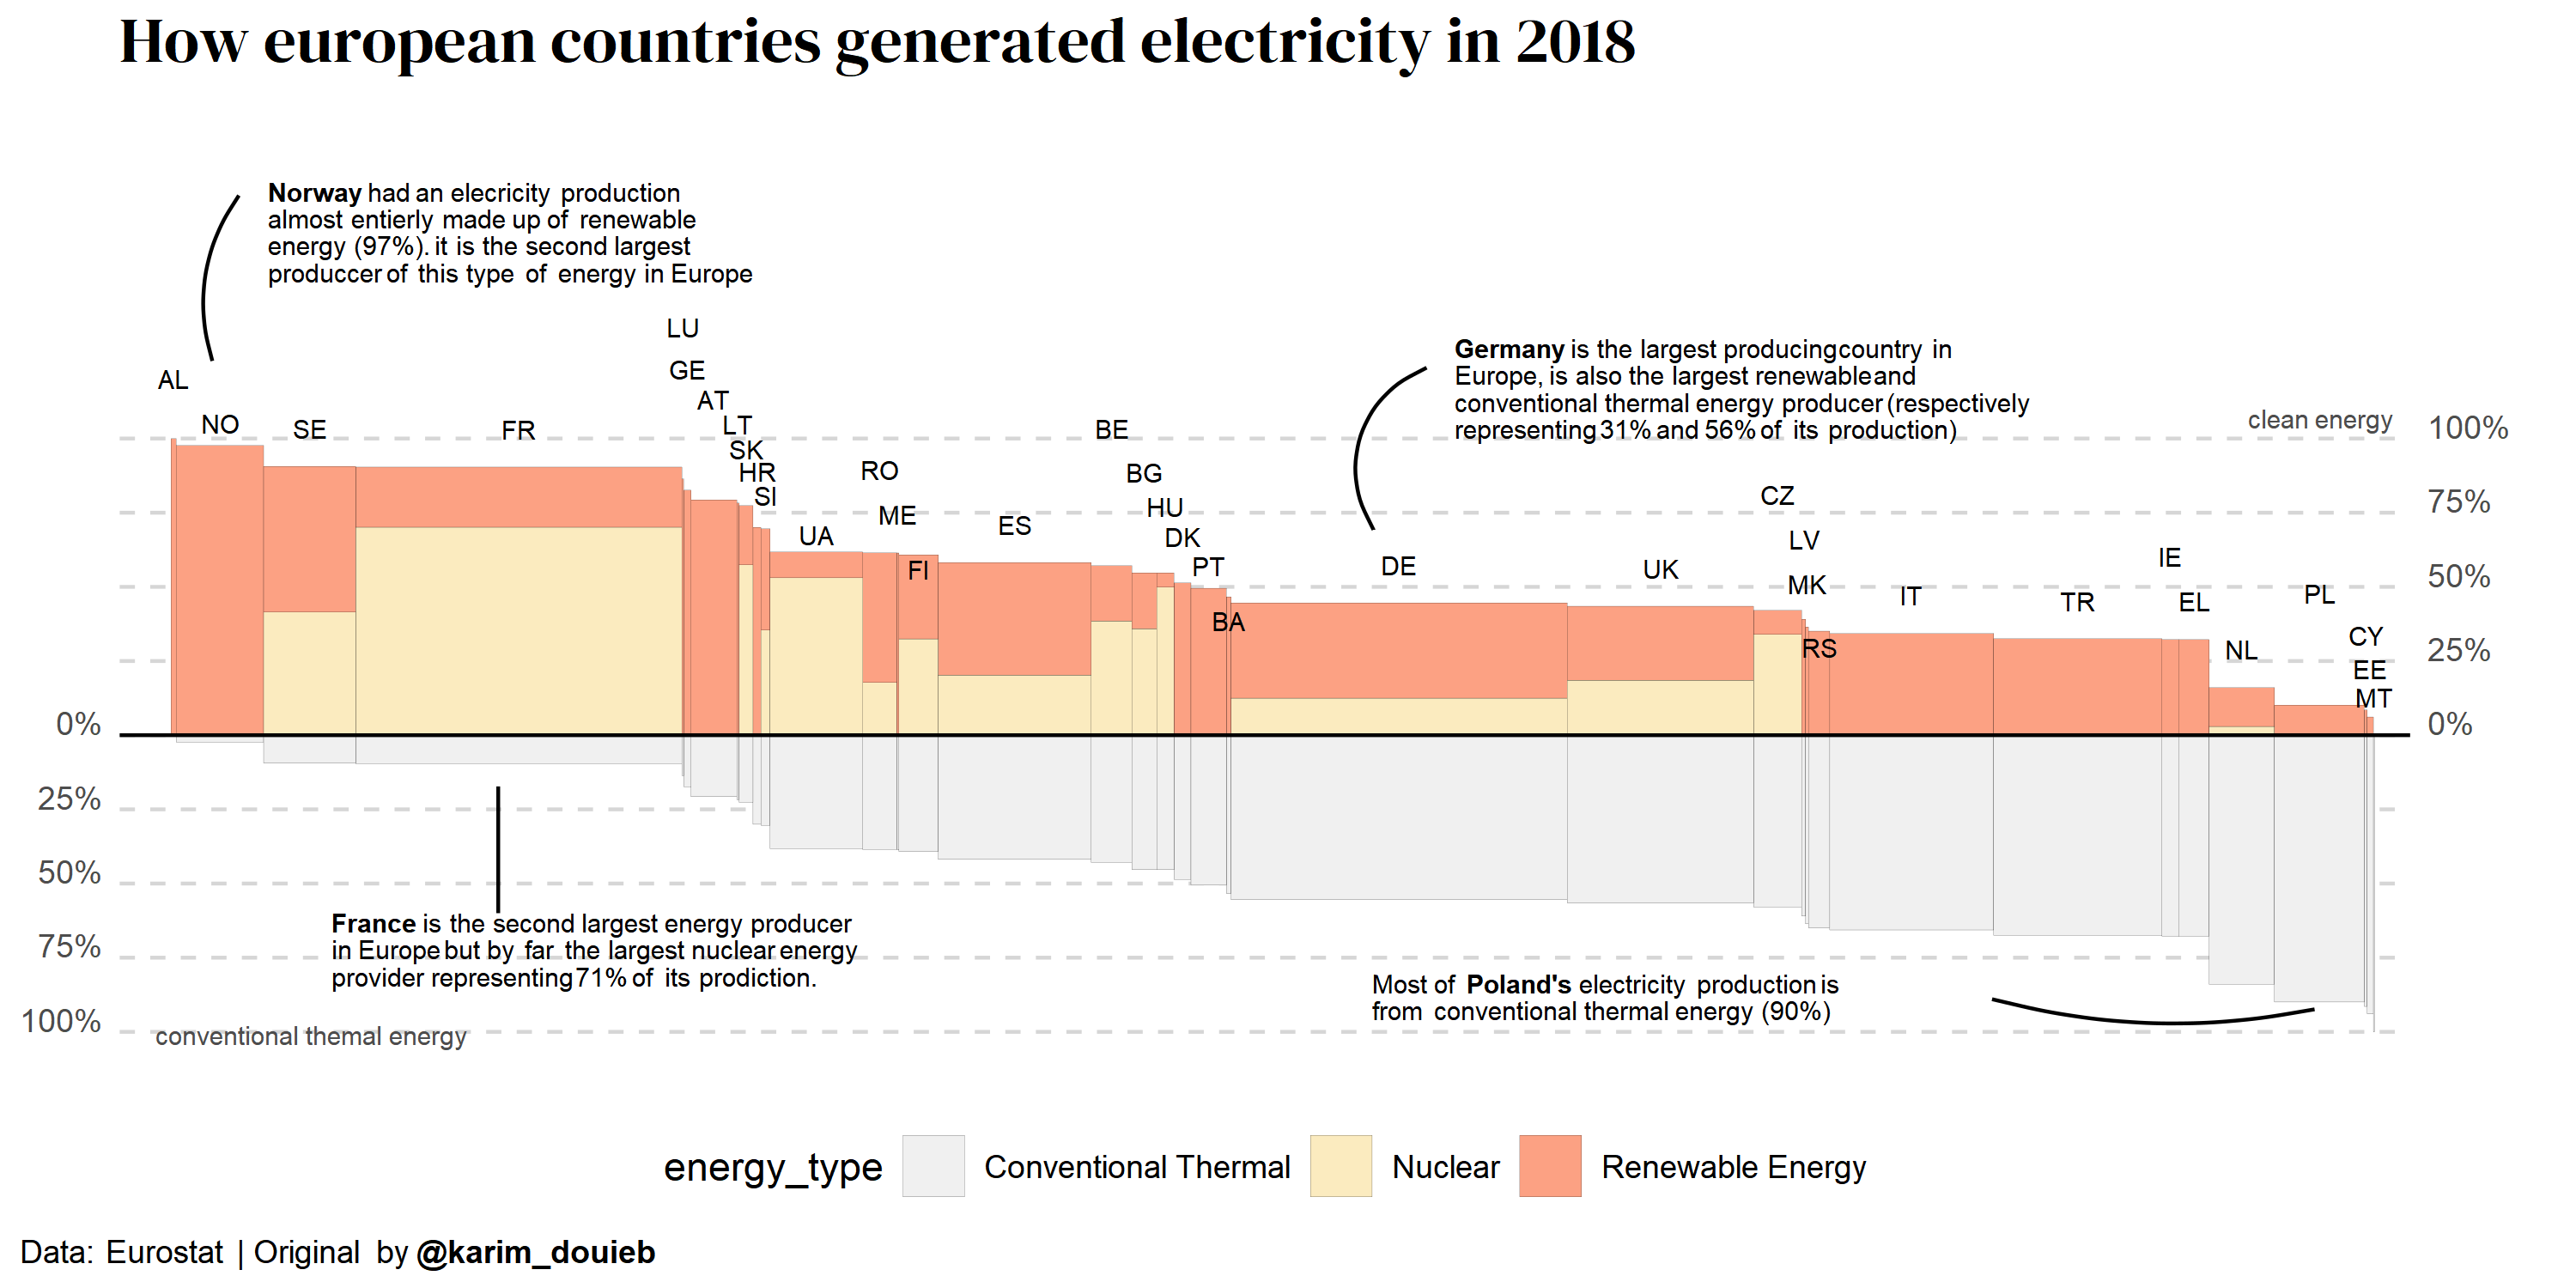 How european countries generated electricity in 2018
Norway had an elecricity production
almost entierly made up of renewable
energy (97%). it is the second largest
produccer of this type of energy in Europe
LU
GE
AL
AT
NO
SE
FR
LT
SK
HR
SI
UA
RO
ME
FI
ES
BE
BG
HU
DK
PT
BA
Germany is the largest producingcountry in
Europe, is also the largest renewableand
conventional thermal energy producer (respectively
representing31% and 56% of its production)
DE
UK
CZ
LV
MK
RS
IT
TR
IE
EL
NL
PL
CY
EE
MT
clean energy
100%
75%
50%
25%
0%
0%
25%
50%
75%
100%
France is the second largest energy producer
in Europe but by far the largest nuclear energy
provider representing71% of its prodiction.
Most of Poland's electricity production is
from conventional thermal energy (90%)
conventional themal energy
energy_type
Conventional Thermal
Nuclear
Renewable Energy
Data: Eurostat | Original by @karim_douieb